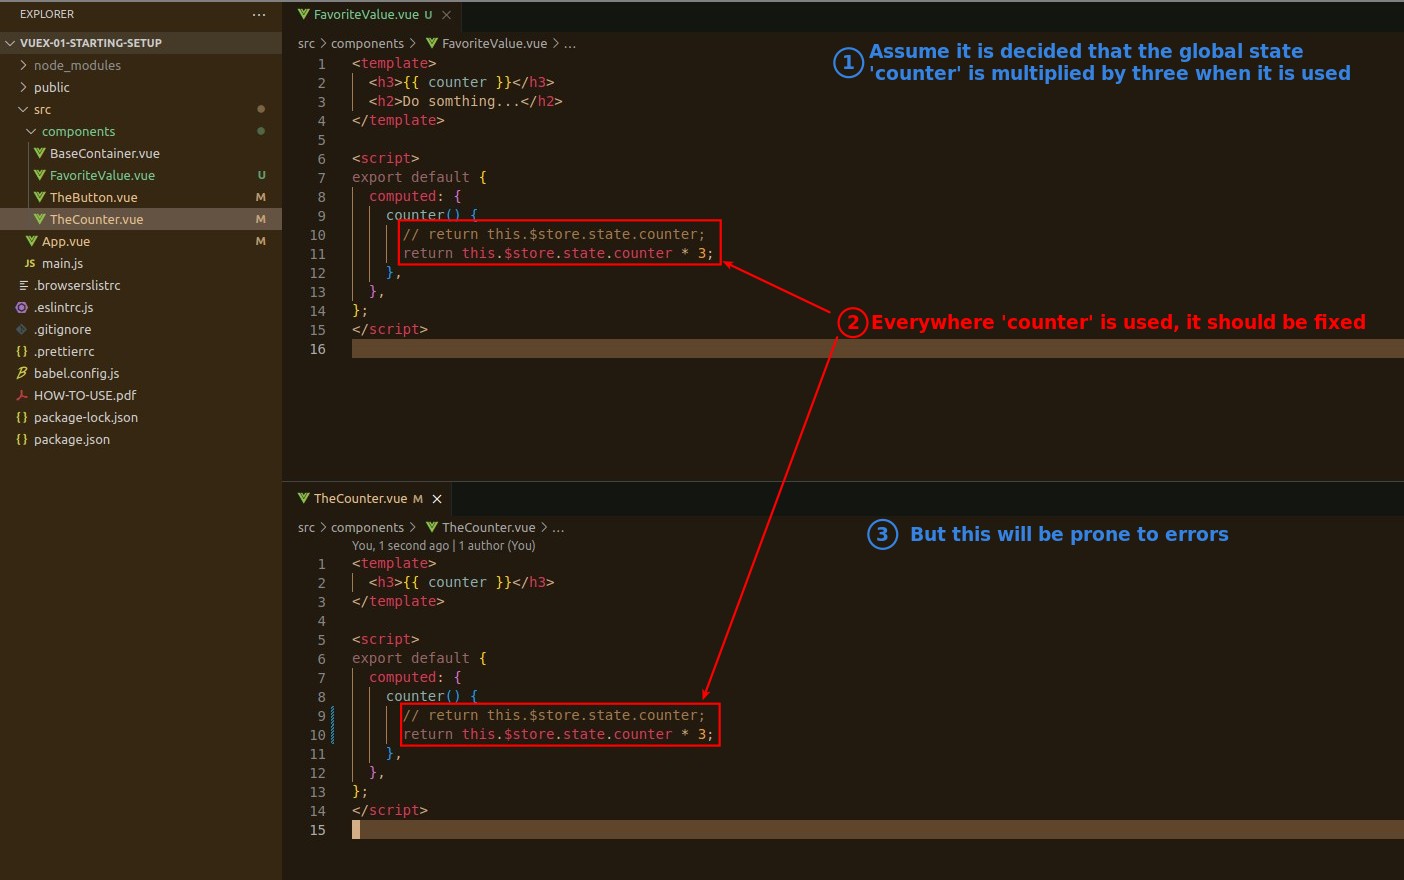 EXPLORER
VUEX-01-STARTING-SETUP
node_modules
public
src
components
BaseContainer.vue
FavoriteValue.vue U
TheButton.vue M
TheCounter.vue M
App.vue M
JS main.js
.browserslistrc
.eslintrc.js
.gitignore
{} .prettierrc
babel.config.js
HOW-TO-USE.pdf
{} package-lock.json
{} package.json
FavoriteValue.vue U
src > components > FavoriteValue.vue > ...
1 <template>
2 <h3>{{ counter }}</h3>
3 <h2>Do somthing...</h2>
4 </template>
5
6 <script>
7 export default {
8 computed: {
9 counter() {
10 // return this.$store.state.counter;
11 return this.$store.state.counter * 3;
12 },
13 },
14 };
15 </script>
16
1 Assume it is decided that the global state
'counter' is multiplied by three when it is used
2 Everywhere 'counter' is used, it should be fixed
TheCounter.vue M
src > components > TheCounter.vue > ...
You, 1 second ago | 1 author (You)
1 <template>
2 <h3>{{ counter }}</h3>
3 </template>
4
5 <script>
6 export default {
7 computed: {
8 counter() {
9 // return this.$store.state.counter;
10 return this.$store.state.counter * 3;
11 },
12 },
13 };
14 </script>
15
3 But this will be prone to errors